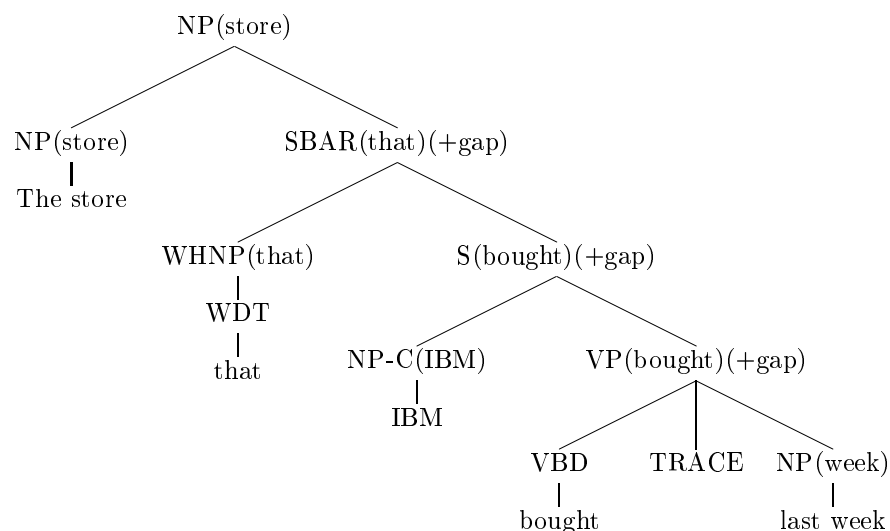 NP(store)
NP(store) SBAR(that)(+gap)
The store
WHNP(that) S(bought)(+gap)
WDT
that NP-C(IBM) VP(bought)(+gap)
IBM
VBD TRACE NP(week)
bought last week